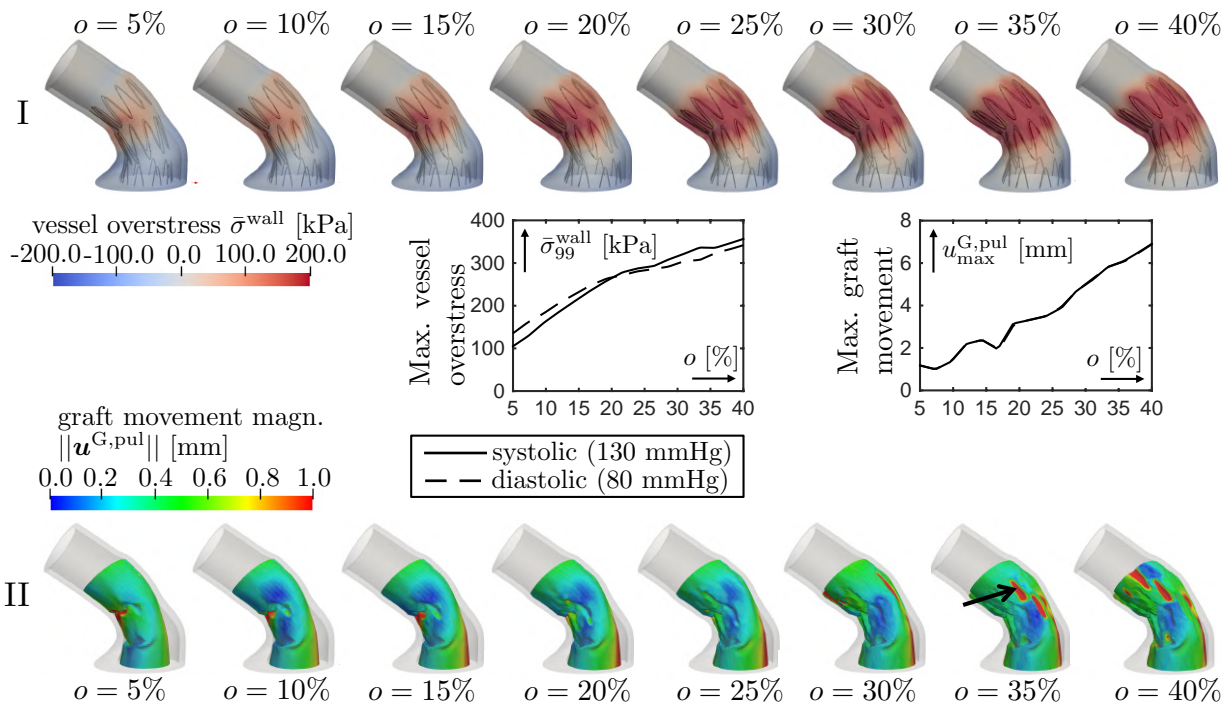 o = 5% o = 10% o = 15% o = 20% o = 25% o = 30% o = 35% o = 40%
I
vessel overstress σ̄^wall [kPa]
-200.0 -100.0 0.0 100.0 200.0
Max. vessel
overstress
400
300
200
100
0
σ̄_99^wall [kPa]
o [%]
5 10 15 20 25 30 35 40
Max. graft
movement
8
6
4
2
0
u_max^G,pul [mm]
o [%]
5 10 15 20 25 30 35 40
systolic (130 mmHg)
diastolic (80 mmHg)
graft movement magn.
||u^G,pul|| [mm]
0.0 0.2 0.4 0.6 0.8 1.0
II
o = 5% o = 10% o = 15% o = 20% o = 25% o = 30% o = 35% o = 40%